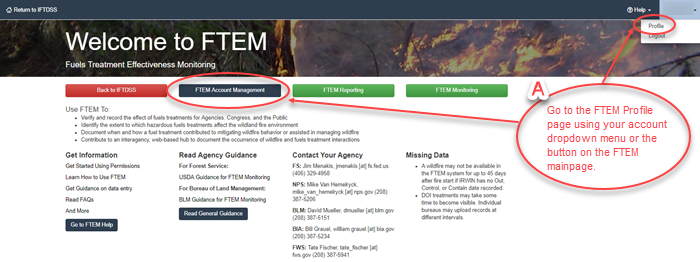 Return to IFTDSS
Help
Profile
Logout
Welcome to FTEM
Fuels Treatment Effectiveness Monitoring
Back to IFTDSS
FTEM Account Management
FTEM Reporting
FTEM Monitoring
A
Go to the FTEM Profile
page using your account
dropdown menu or the
button on the FTEM
mainpage.
Use FTEM To:
Verify and record the effect of fuels treatments for Agencies, Congress, and the Public
Identify the extent to which hazardous fuels treatments affect the wildland fire environment
Document when and how a fuel treatment contributed to mitigating wildfire behavior or assisted in managing wildfire
Contribute to an interagency, web-based hub to document the occurrence of wildfire and fuels treatment interactions
Get Information
Get Started Using Permissions
Learn How to Use FTEM
Get Guidance on data entry
Read FAQs
And More
Go to FTEM Help
Read Agency Guidance
For Forest Service:
USDA Guidance for FTEM Monitoring
For Bureau of Land Management:
BLM Guidance for FTEM Monitoring
Read General Guidance
Contact Your Agency
FS: Jim Menakis, jmenakis [at] fs.fed.us
(406) 329-4958
NPS: Mike Van Hemelryck,
mike_van_hemelryck [at] nps.gov (208)
387-5206
BLM: David Mueller, dmueller [at] blm.gov
(208) 387-5151
BIA: Bill Grauel, william grauel [at] bia.gov
(208) 387-5234
FWS: Tate Fischer, tate_fischer [at]
fws.gov (208) 387-5941
Missing Data
A wildfire may not be available in
the FTEM system for up to 45 days
after fire start if IRWIN has no Out,
Control, or Contain date recorded.
DOI treatments may take some
time to become visible. Individual
bureaus may upload records at
different intervals.